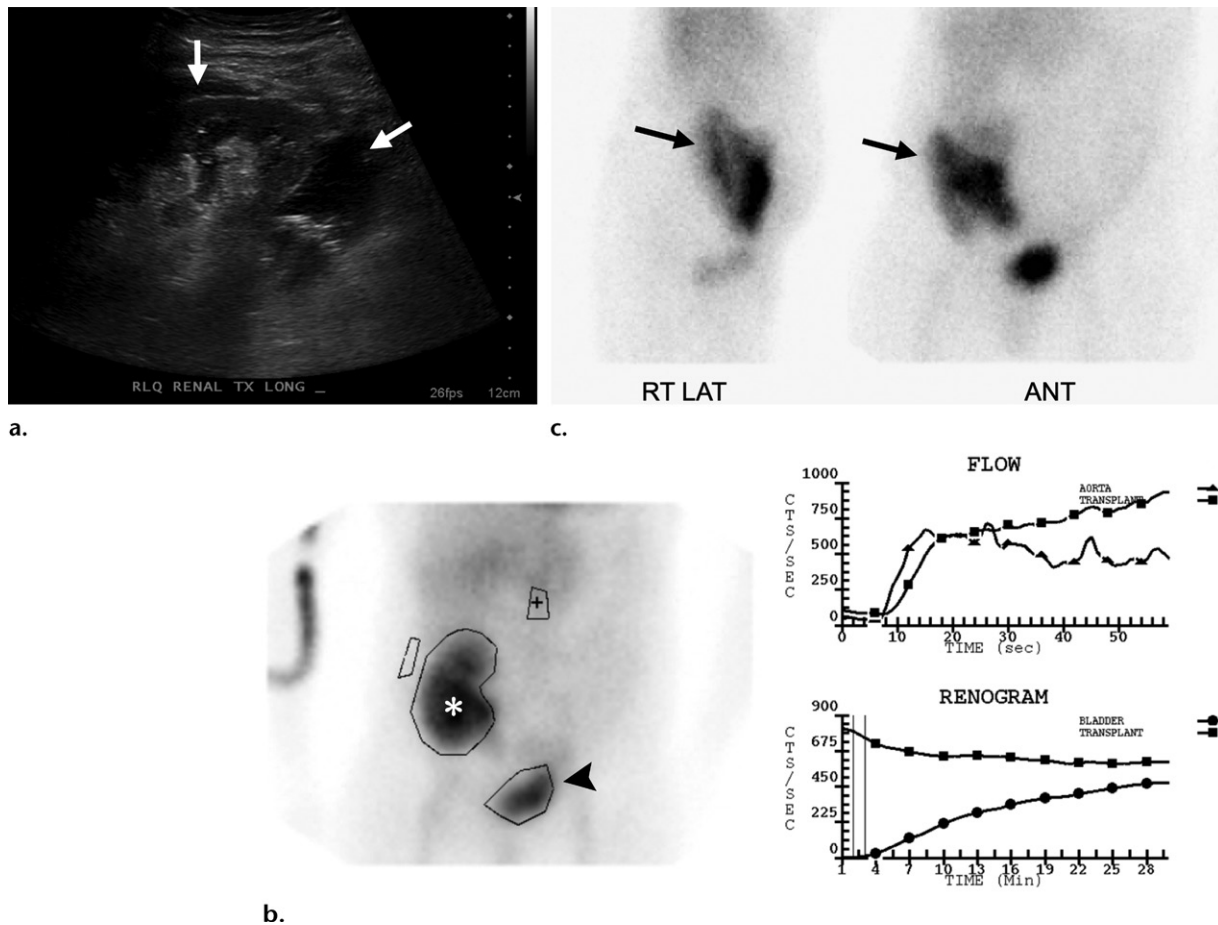 RLQ RENAL TX LONG _
26fps 12cm
a.
RT LAT
ANT
c.
FLOW
1000
750
500
250
0
CTS/SEC
AORTA
TRANSPLANT
0 10 20 30 40 50
TIME (sec)
RENOGRAM
900
675
450
225
0
CTS/SEC
BLADDER
TRANSPLANT
1 4 7 10 13 16 19 22 25 28
TIME (Min)
b.